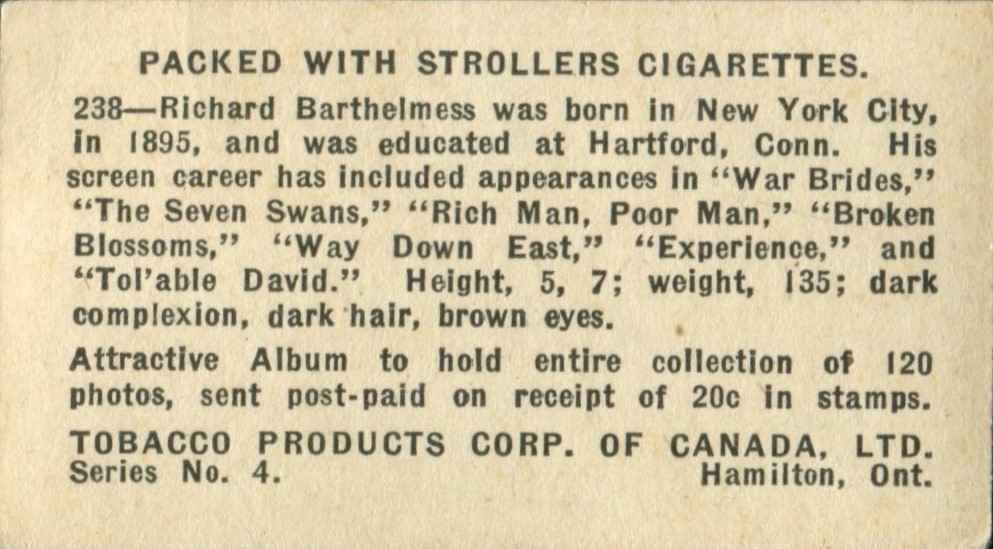 PACKED WITH STROLLERS CIGARETTES.
238—Richard Barthelmess was born in New York City,
in 1895, and was educated at Hartford, Conn. His
screen career has included appearances in “War Brides,”
“The Seven Swans,” “Rich Man, Poor Man,” “Broken
Blossoms,” “Way Down East,” “Experience,” and
“Tol’able David.” Height, 5, 7; weight, 135; dark
complexion, dark hair, brown eyes.
Attractive Album to hold entire collection of 120
photos, sent post-paid on receipt of 20c in stamps.
TOBACCO PRODUCTS CORP. OF CANADA, LTD.
Series No. 4. Hamilton, Ont.